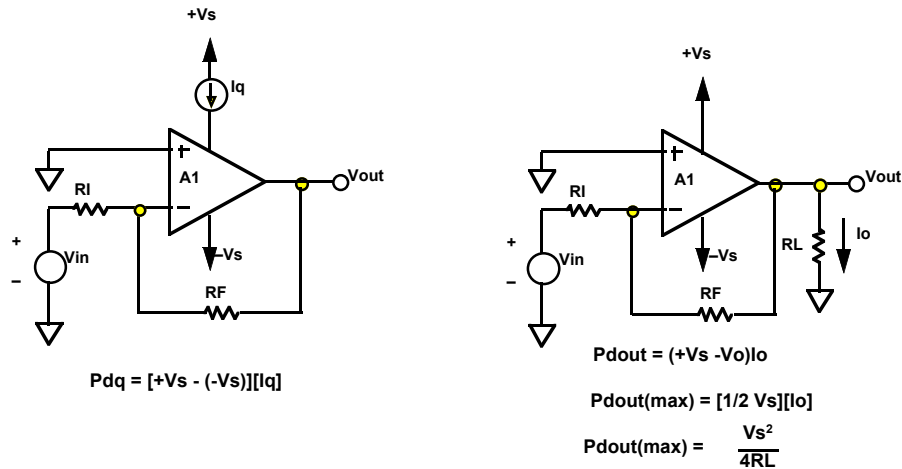 +Vs
Iq
+
A1
−
Vout
RI
+
Vin
−
–Vs
RF
Pdq = [+Vs - (-Vs)][Iq]
+Vs
+
A1
−
Vout
RI
+
Vin
−
–Vs
RL
Io
RF
Pdout = (+Vs -Vo)Io
Pdout(max) = [1/2 Vs][Io]
Pdout(max) = Vs²
4RL